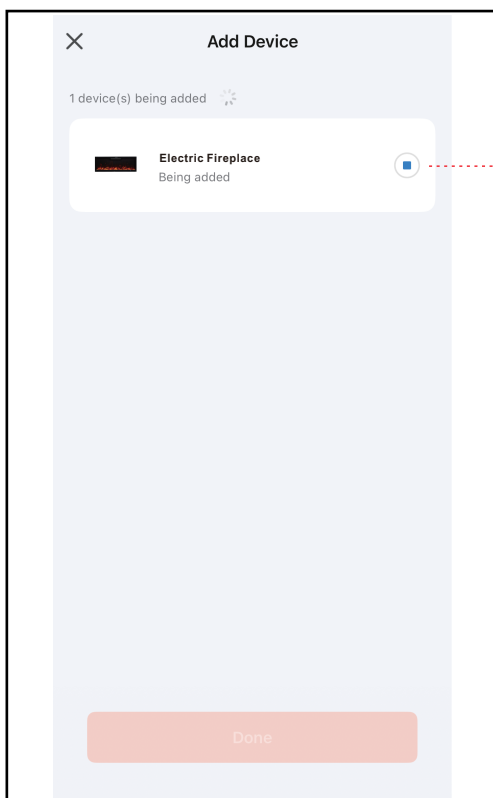 Add Device
1 device(s) being added
Electric Fireplace
Being added
Done